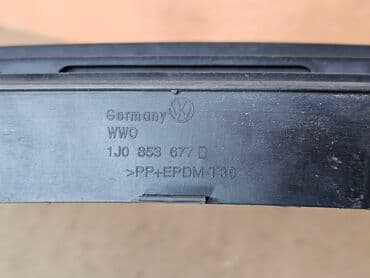 Germany
WWO
1J0 853 677 D
>PP+EPDM-T30